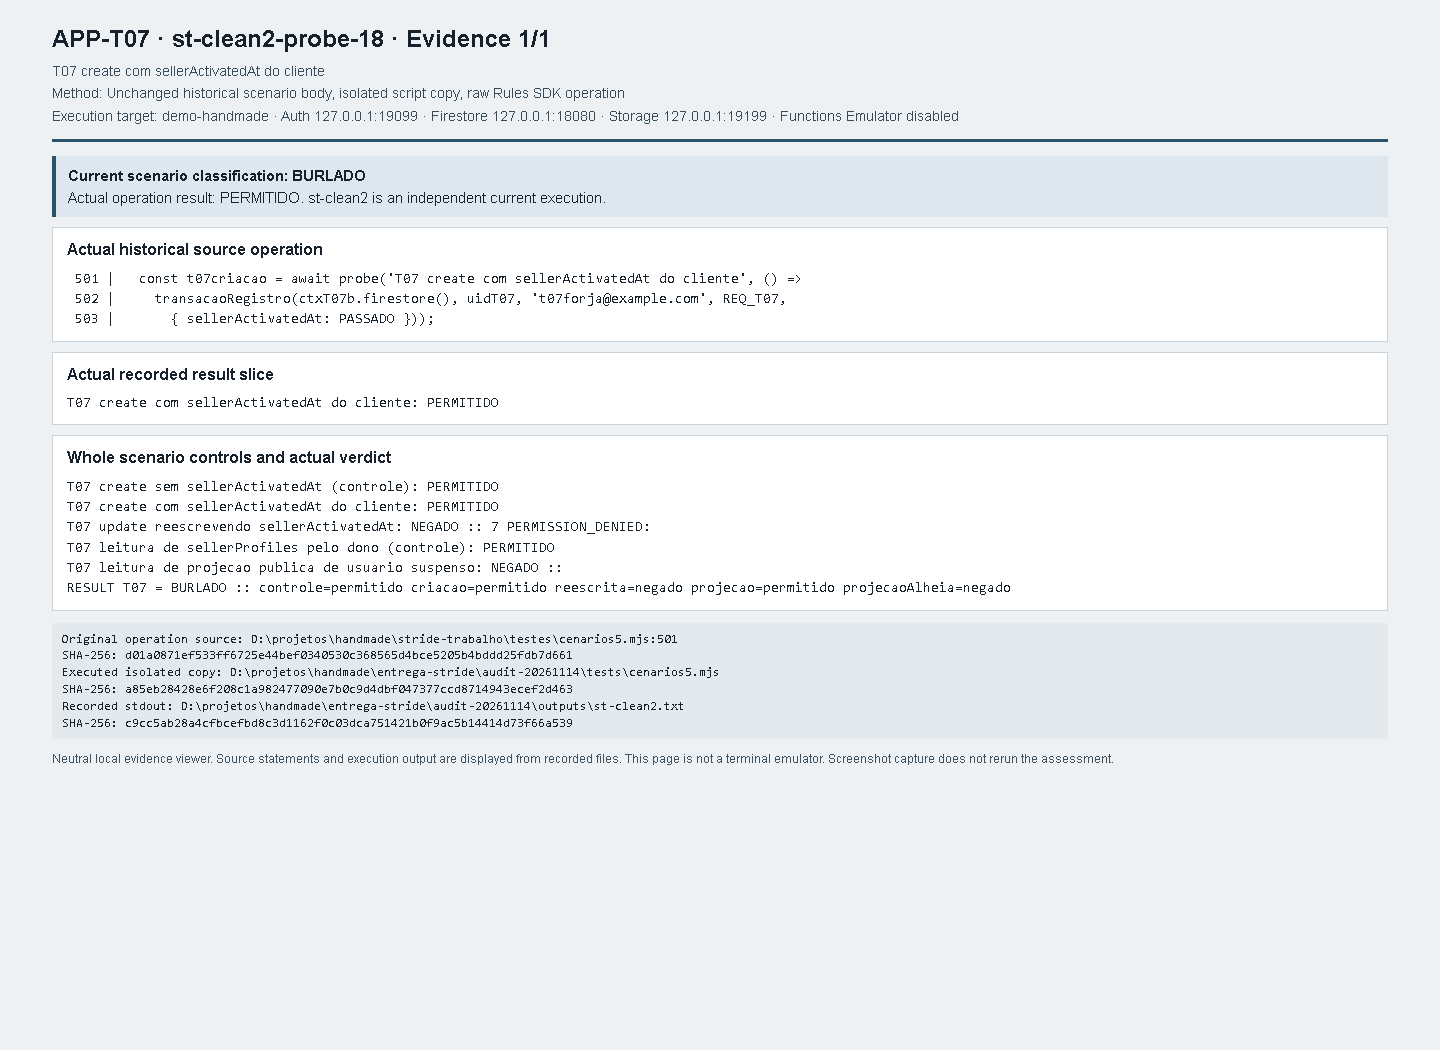 APP-T07 · st-clean2-probe-18 · Evidence 1/1
T07 create com sellerActivatedAt do cliente
Method: Unchanged historical scenario body, isolated script copy, raw Rules SDK operation
Execution target: demo-handmade · Auth 127.0.0.1:19099 · Firestore 127.0.0.1:18080 · Storage 127.0.0.1:19199 · Functions Emulator disabled
Current scenario classification: BURLADO
Actual operation result: PERMITIDO. st-clean2 is an independent current execution.
Actual historical source operation
501 |   const t07criacao = await probe('T07 create com sellerActivatedAt do cliente', () =>
502 |     transacaoRegistro(ctxT07b.firestore(), uidT07, 't07forja@example.com', REQ_T07,
503 |       { sellerActivatedAt: PASSADO }));
Actual recorded result slice
T07 create com sellerActivatedAt do cliente: PERMITIDO
Whole scenario controls and actual verdict
T07 create sem sellerActivatedAt (controle): PERMITIDO
T07 create com sellerActivatedAt do cliente: PERMITIDO
T07 update reescrevendo sellerActivatedAt: NEGADO :: 7 PERMISSION_DENIED:
T07 leitura de sellerProfiles pelo dono (controle): PERMITIDO
T07 leitura de projecao publica de usuario suspenso: NEGADO ::
RESULT T07 = BURLADO :: controle=permitido criacao=permitido reescrita=negado projecao=permitido projecaoAlheia=negado
Original operation source: D:\projetos\handmade\stride-trabalho\testes\cenarios5.mjs:501
SHA-256: d01a0871ef533ff6725e44bef0340530c368565d4bce5205b4bddd25fdb7d661
Executed isolated copy: D:\projetos\handmade\entrega-stride\audit-20261114\tests\cenarios5.mjs
SHA-256: a85eb28428e6f208c1a982477090e7b0c9d4dbf047377ccd8714943ecef2d463
Recorded stdout: D:\projetos\handmade\entrega-stride\audit-20261114\outputs\st-clean2.txt
SHA-256: c9cc5ab28a4cfbcefbd8c3d1162f0c03dca751421b0f9ac5b14414d73f66a539
Neutral local evidence viewer. Source statements and execution output are displayed from recorded files. This page is not a terminal emulator. Screenshot capture does not rerun the assessment.